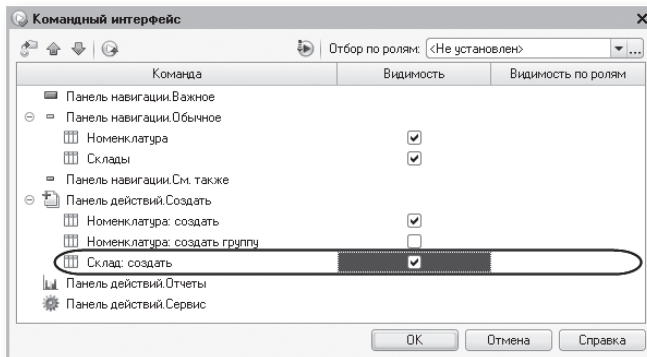 Командный интерфейс
Отбор по ролям: <Не установлен>
Команда Видимость Видимость по ролям
Панель навигации.Важное
Панель навигации.Обычное
Номенклатура
Склады
Панель навигации.См. также
Панель действий.Создать
Номенклатура: создать
Номенклатура: создать группу
Склад: создать
Панель действий.Отчеты
Панель действий.Сервис
ОК Отмена Справка